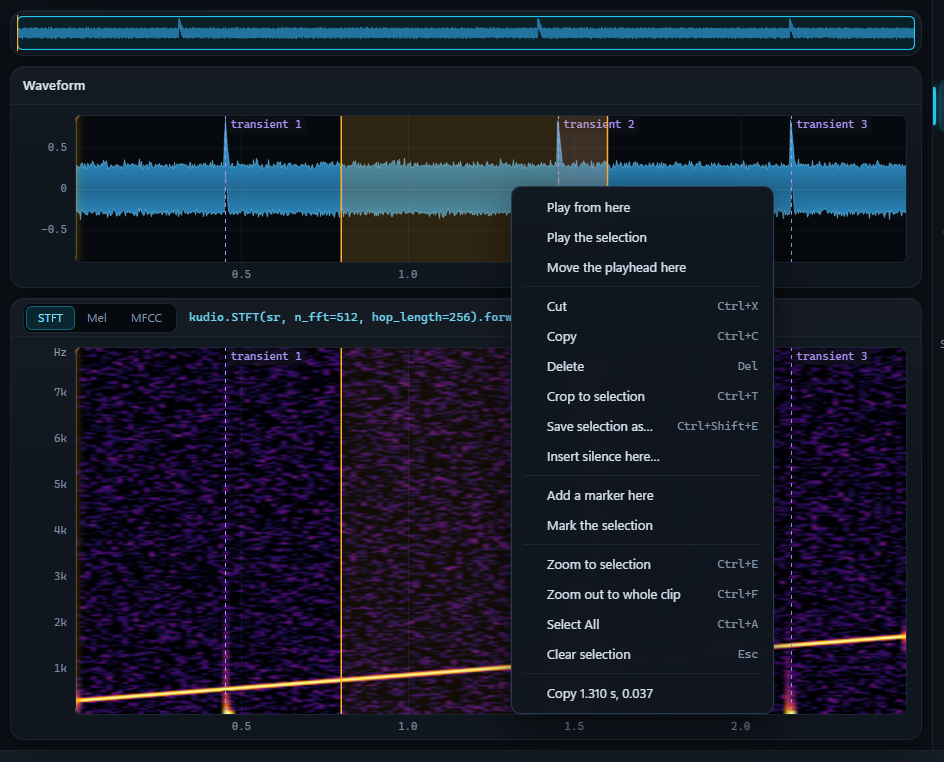 Waveform
transient 1
transient 2
transient 3
0.5
0
−0.5
0.5
1.0
Play from here
Play the selection
Move the playhead here
Cut Ctrl+X
Copy Ctrl+C
Delete Del
Crop to selection Ctrl+T
Save selection as... Ctrl+Shift+E
Insert silence here...
Add a marker here
Mark the selection
Zoom to selection Ctrl+E
Zoom out to whole clip Ctrl+F
Select All Ctrl+A
Clear selection Esc
Copy 1.310 s, 0.037
STFT Mel MFCC kudio.STFT(sr, n_fft=512, hop_length=256).forw
Hz
transient 1
transient 3
7k
6k
5k
4k
3k
2k
1k
0.5 1.0 1.5 2.0